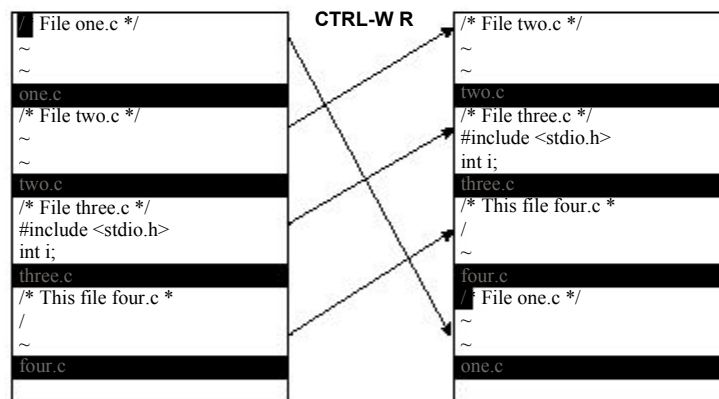 CTRL-W R
/* File one.c */
~
~
one.c
/* File two.c */
~
~
two.c
/* File three.c */
#include <stdio.h>
int i;
three.c
/* This file four.c *
/
~
four.c
/* File two.c */
~
~
two.c
/* File three.c */
#include <stdio.h>
int i;
three.c
/* This file four.c *
/
~
four.c
/* File one.c */
~
~
one.c